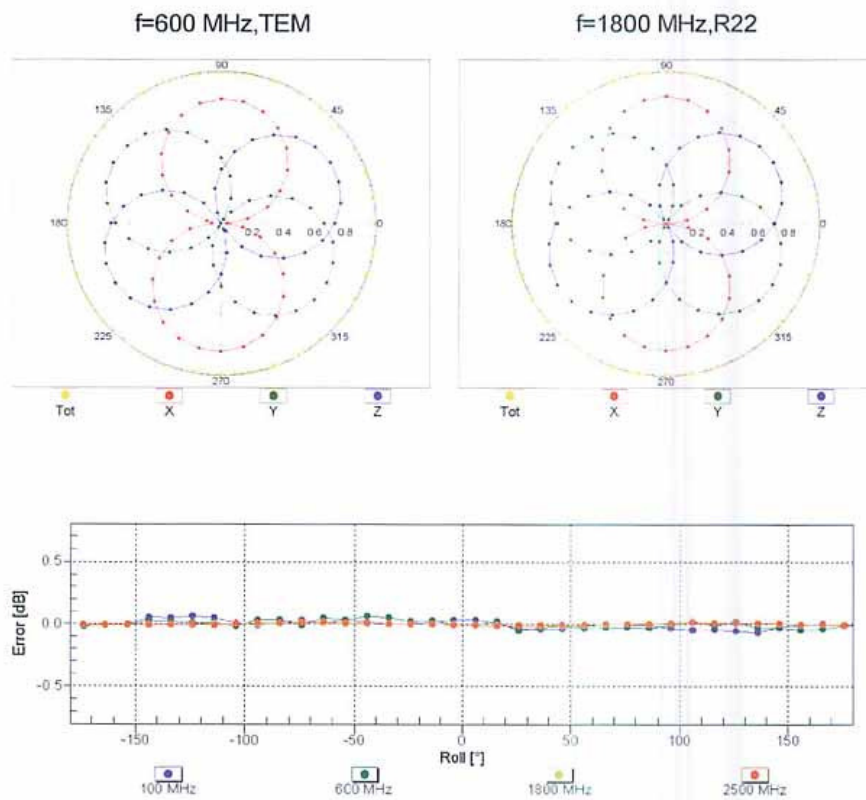 f=600 MHz,TEM
f=1800 MHz,R22
90
135
45
180
0.2 0.4 0.6 0.8
0
225
315
270
Tot
X
Y
Z
90
135
45
180
0.2 0.4 0.6 0.8
0
225
315
270
Tot
X
Y
Z
Error [dB]
0.5
0.0
-0.5
-150
-100
-50
0
50
100
150
Roll [°]
100 MHz
600 MHz
1800 MHz
2500 MHz